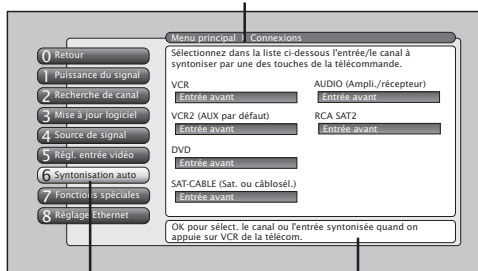 Menu principal \ Connexions
0 Retour
1 Puissance du signal
2 Recherche de canal
3 Mise à jour logiciel
4 Source de signal
5 Régl. entrée vidéo
6 Syntonisation auto
7 Fonctions spéciales
8 Réglage Ethernet
Sélectionnez dans la liste ci-dessous l'entrée/le canal à
syntoniser par une des touches de la télécommande.
VCR
Entrée avant
VCR2 (AUX par défaut)
Entrée avant
DVD
Entrée avant
SAT-CABLE (Sat. ou câblosél.)
Entrée avant
AUDIO (Ampli./récepteur)
Entrée avant
RCA SAT2
Entrée avant
OK pour sélect. le canal ou l'entrée syntonisée quand on
appuie sur VCR de la télécom.